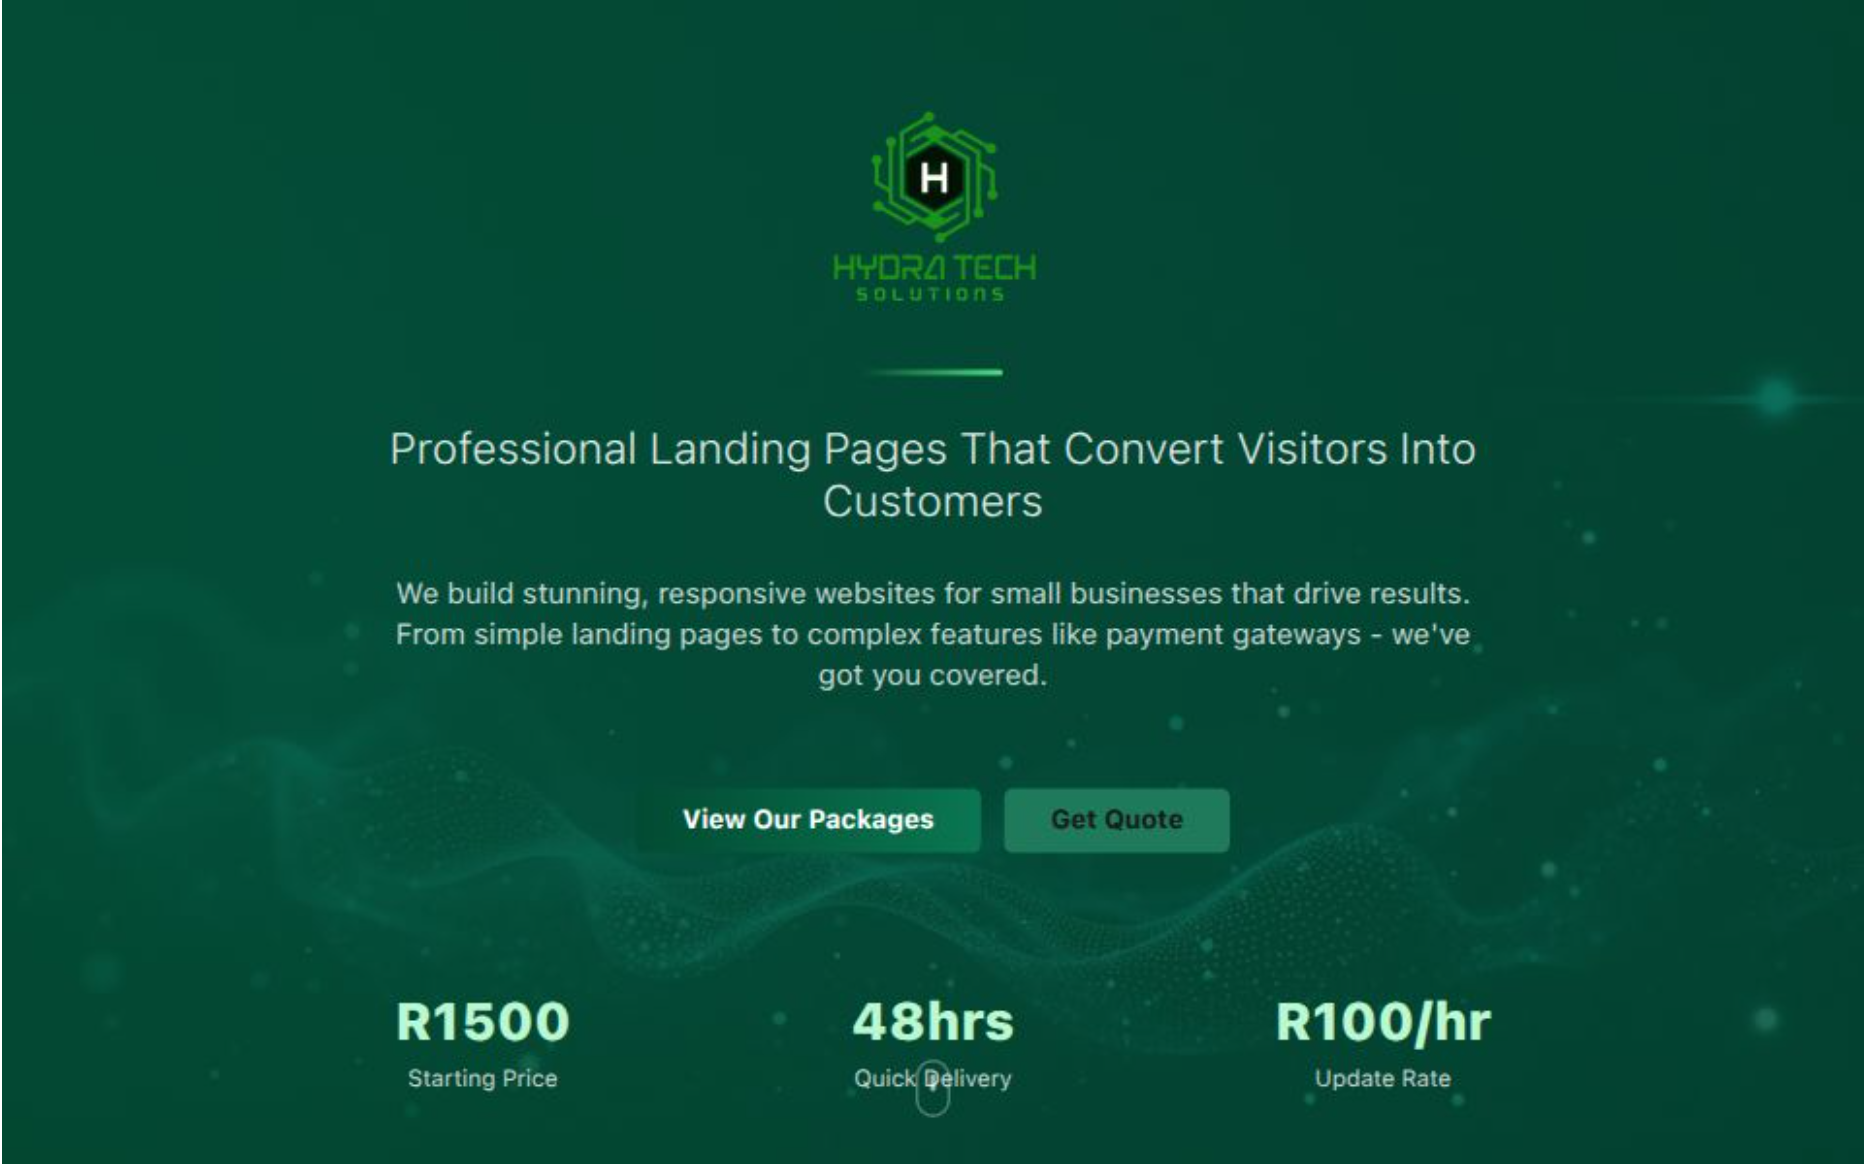 H
HYDRA TECH
SOLUTIONS
Professional Landing Pages That Convert Visitors Into
Customers
We build stunning, responsive websites for small businesses that drive results.
From simple landing pages to complex features like payment gateways - we've
got you covered.
View Our Packages
Get Quote
R1500
48hrs
R100/hr
Starting Price
Quick Delivery
Update Rate